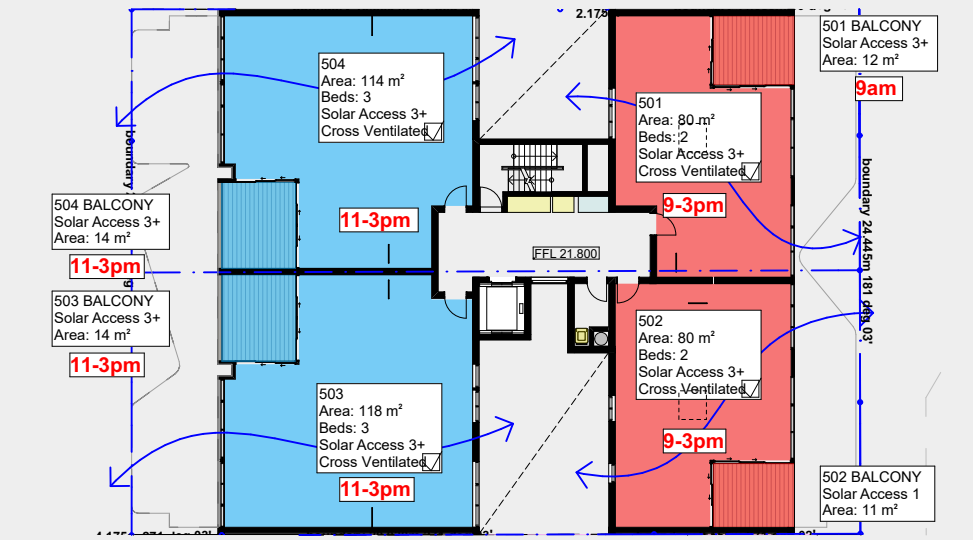 2.175
501 BALCONY
Solar Access 3+
Area: 12 m²
9am
504
Area: 114 m²
Beds: 3
Solar Access 3+
Cross Ventilated
501
Area: 80 m²
Beds: 2
Solar Access 3+
Cross Ventilated
9-3pm
11-3pm
504 BALCONY
Solar Access 3+
Area: 14 m²
11-3pm
boundary
boundary 24.445m 181 deg 03'
FFL 21.800
503 BALCONY
Solar Access 3+
Area: 14 m²
11-3pm
502
Area: 80 m²
Beds: 2
Solar Access 3+
Cross Ventilated
9-3pm
503
Area: 118 m²
Beds: 3
Solar Access 3+
Cross Ventilated
11-3pm
502 BALCONY
Solar Access 1
Area: 11 m²